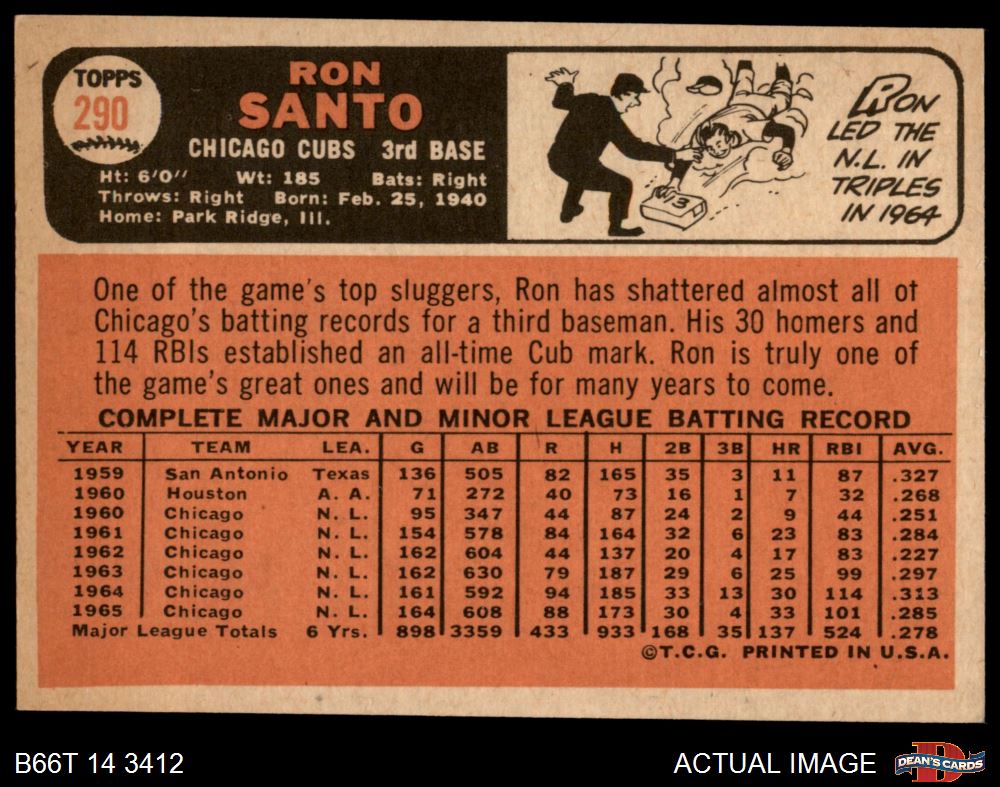 TOPPS
290
RON
SANTO
CHICAGO CUBS 3rd BASE
Ht: 6'0" Wt: 185 Bats: Right
Throws: Right Born: Feb. 25, 1940
Home: Park Ridge, Ill.
3
RON
LED THE
N.L. IN
TRIPLES
IN 1964
One of the game's top sluggers, Ron has shattered almost all of
Chicago's batting records for a third baseman. His 30 homers and
114 RBIs established an all-time Cub mark. Ron is truly one of
the game's great ones and will be for many years to come.
COMPLETE MAJOR AND MINOR LEAGUE BATTING RECORD
YEAR TEAM LEA. G AB R H 2B 3B HR RBI AVG.
1959 San Antonio Texas 136 505 82 165 35 3 11 87 .327
1960 Houston A. A. 71 272 40 73 16 1 7 32 .268
1960 Chicago N. L. 95 347 44 87 24 2 9 44 .251
1961 Chicago N. L. 154 578 84 164 32 6 23 83 .284
1962 Chicago N. L. 162 604 44 137 20 4 17 83 .227
1963 Chicago N. L. 162 630 79 187 29 6 25 99 .297
1964 Chicago N. L. 161 592 94 185 33 13 30 114 .313
1965 Chicago N. L. 164 608 88 173 30 4 33 101 .285
Major League Totals 6 Yrs. 898 3359 433 933 168 35 137 524 .278
©T.C.G. PRINTED IN U.S.A.
B66T 14 3412
ACTUAL IMAGE
DEAN'S CARDS